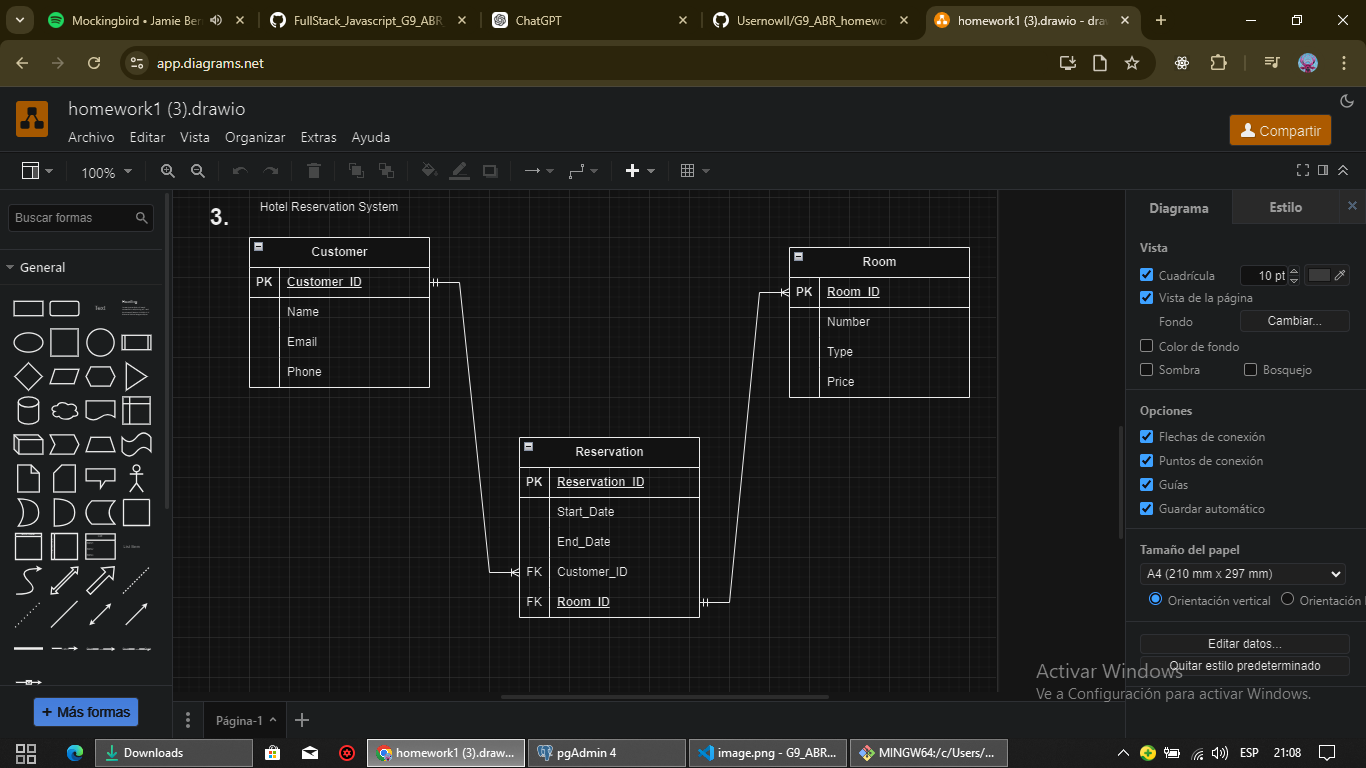 Mockingbird • Jamie Ber
FullStack_Javascript_G9_ABR_
ChatGPT
Usernowll/G9_ABR_homewo
homework1 (3).drawio - draw
app.diagrams.net
homework1 (3).drawio
Archivo Editar Vista Organizar Extras Ayuda
Compartir
100%
Buscar formas
General
Text
Heading
List Item
+ Más formas
3.
Hotel Reservation System
Customer
PK Customer_ID
Name
Email
Phone
Room
PK Room_ID
Number
Type
Price
Reservation
PK Reservation_ID
Start_Date
End_Date
FK Customer_ID
FK Room_ID
Diagrama Estilo
Vista
Cuadrícula 10 pt
Vista de la página
Fondo Cambiar...
Color de fondo
Sombra Bosquejo
Opciones
Flechas de conexión
Puntos de conexión
Guías
Guardar automático
Tamaño del papel
A4 (210 mm x 297 mm)
Orientación vertical Orientación
Editar datos...
Quitar estilo predeterminado
Activar Windows
Ve a Configuración para activar Windows.
Página-1
Downloads
homework1 (3).draw...
pgAdmin 4
image.png - G9_ABR...
MINGW64:/c/Users/...
ESP 21:08